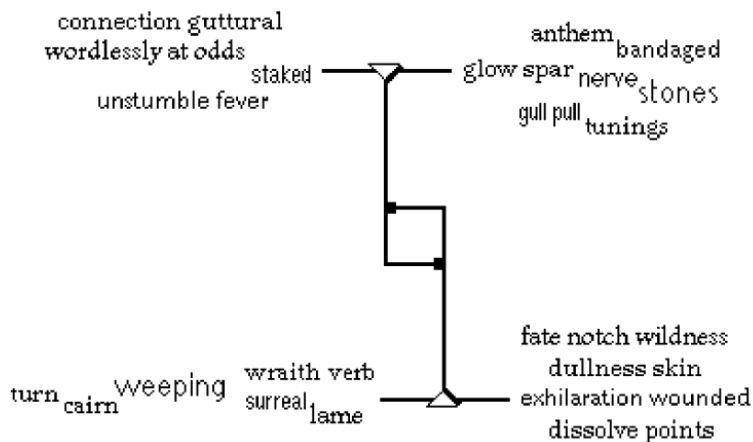 connection guttural
wordlessly at odds
staked
unstumble fever
anthem bandaged
glow spar nerve stones
gull pull tunings
turn cairn weeping
wraith verb
surreal lame
fate notch wildness
dullness skin
exhilaration wounded
dissolve points